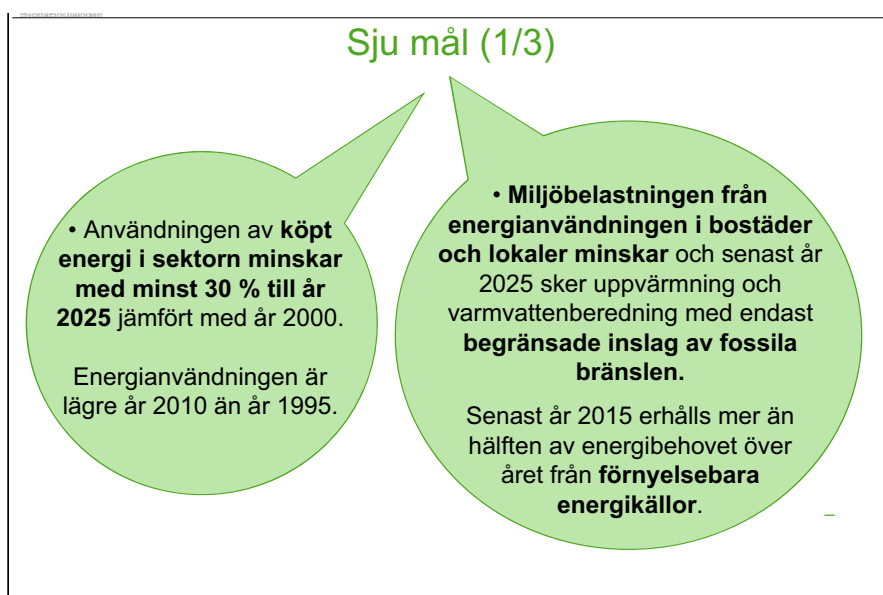 Sju mål (1/3)
• Användningen av köpt
energi i sektorn minskar
med minst 30 % till år
2025 jämfört med år 2000.
Energianvändningen är
lägre år 2010 än år 1995.
• Miljöbelastningen från
energianvändningen i bostäder
och lokaler minskar och senast år
2025 sker uppvärmning och
varmvattenberedning med endast
begränsade inslag av fossila
bränslen.
Senast år 2015 erhålls mer än
hälften av energibehovet över
året från förnyelsebara
energikällor.